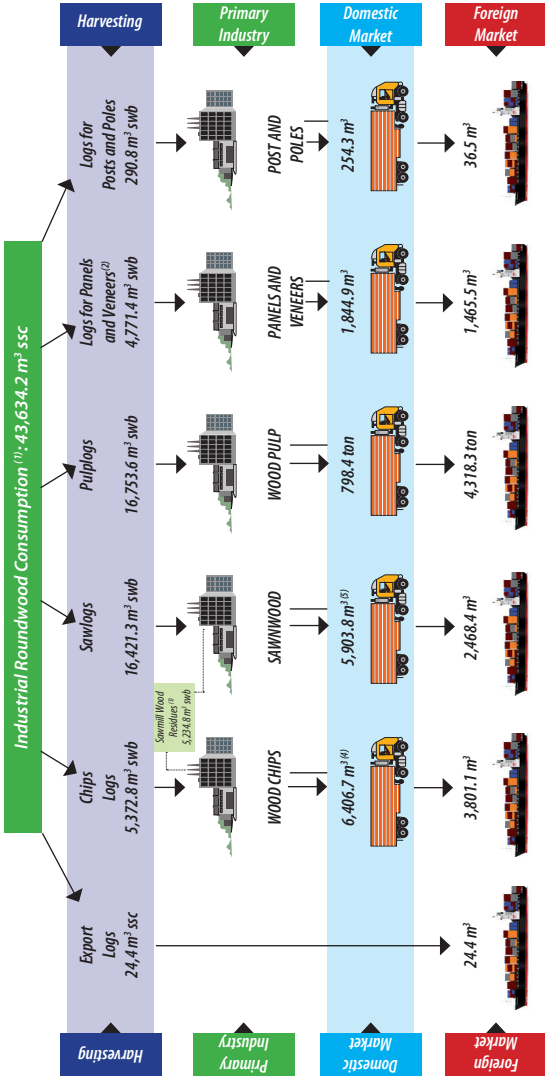 Industrial Roundwood Consumption (1): 43,634.2 m³ ssc
Harvesting
Export
Logs
24,4 m³ ssc
Chips
Logs
5,372.8 m³ swb
Sawlogs
16,421.3 m³ swb
Pulplogs
16,753.6 m³ swb
Logs for Panels
and Veneers(2)
4,771.4 m³ swb
Logs for
Posts and Poles
290.8 m³ swb
Harvesting
Sawmill Wood
Residues (3)
5,234.8 m³ swb
Primary
Industry
WOOD CHIPS
SAWNWOOD
WOOD PULP
PANELS AND
VENEERS
POST AND
POLES
Primary
Industry
Domestic
Market
6,406.7 m³ (4)
5,903.8 m³ (5)
798.4 ton
1,844.9 m³
254.3 m³
Domestic
Market
Foreign
Market
24.4 m³
3,801.1 m³
2,468.4 m³
4,318.3 ton
1,465.5 m³
36.5 m³
Foreign
Market